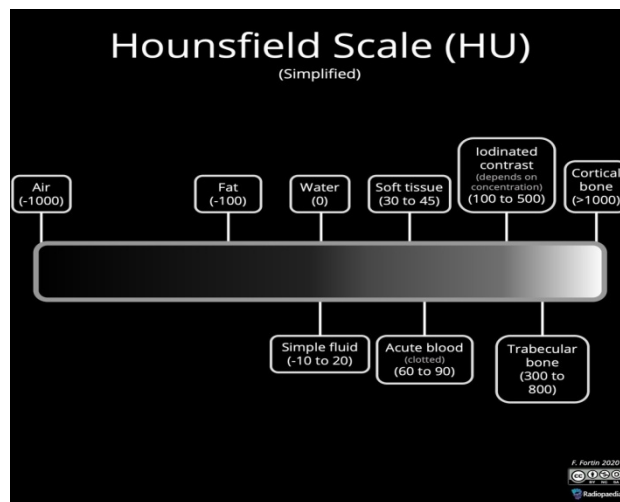 Hounsfield Scale (HU)
(Simplified)
Iodinated
contrast
(depends on
concentration)
(100 to 500)
Air
(-1000)
Fat
(-100)
Water
(0)
Soft tissue
(30 to 45)
Cortical
bone
(>1000)
Simple fluid
(-10 to 20)
Acute blood
(clotted)
(60 to 90)
Trabecular
bone
(300 to
800)
F. Fortin 2020
Radiopaedia